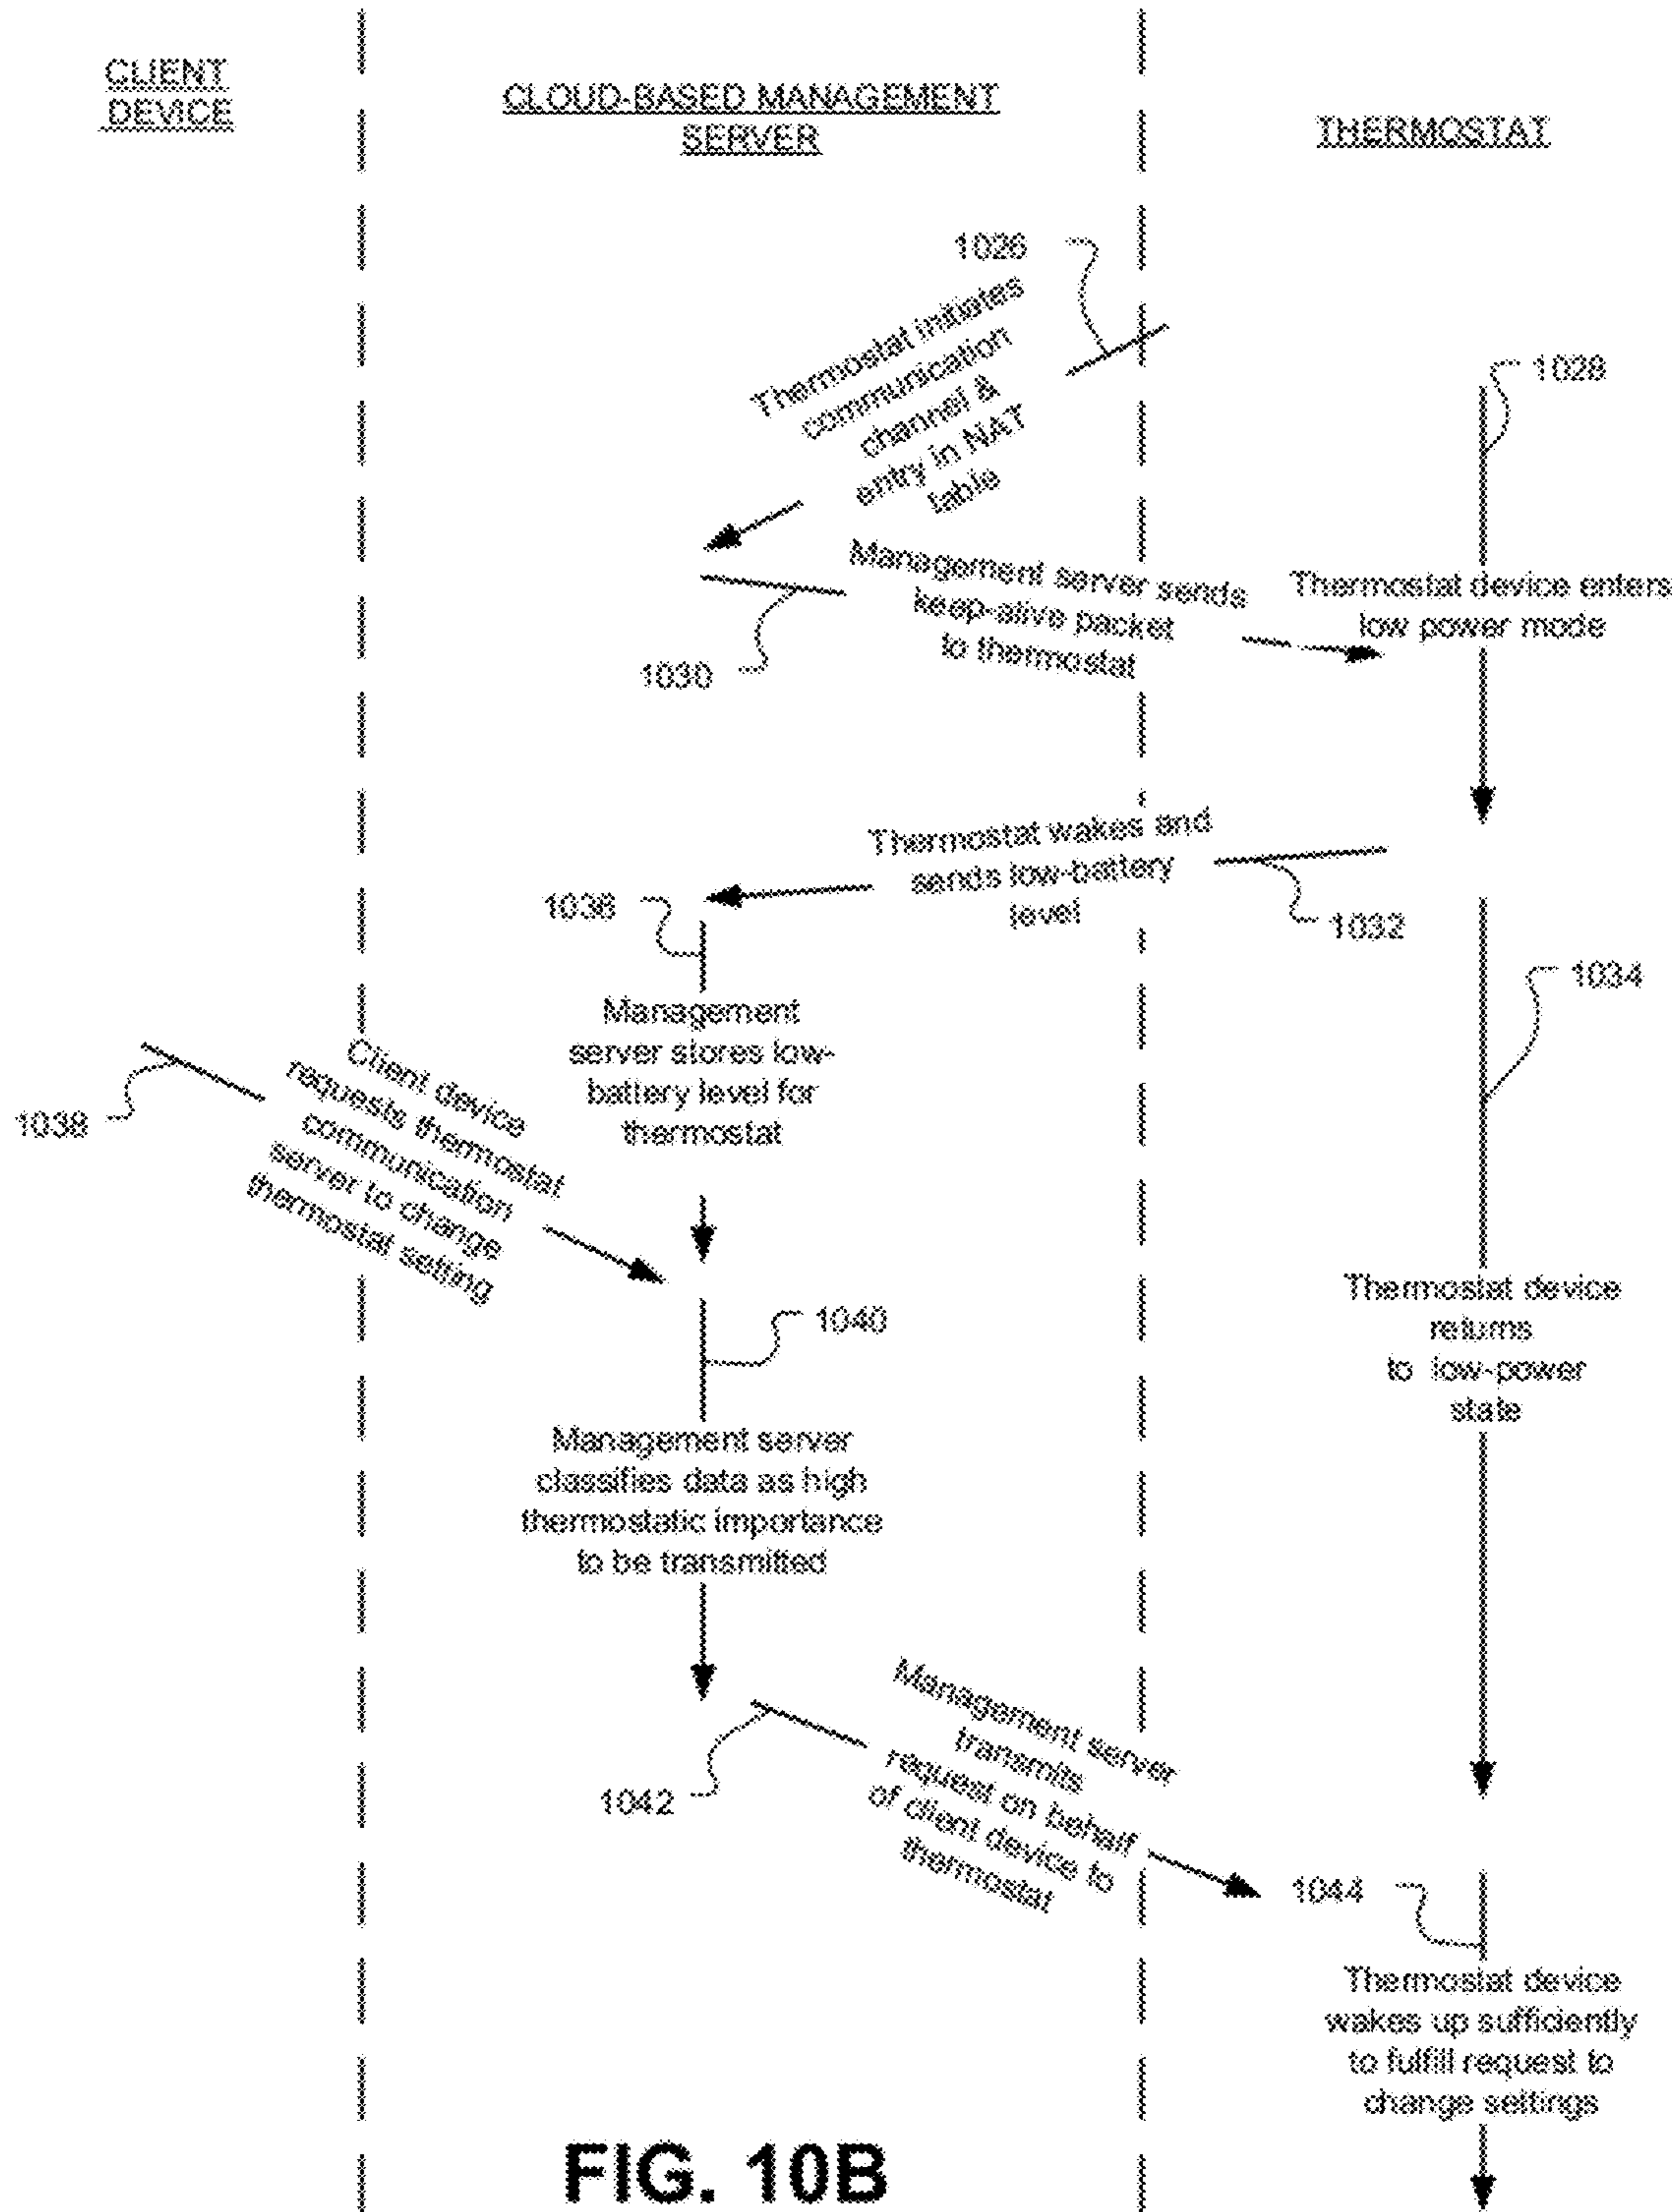 CLIENT
DEVICE
CLOUD-BASED MANAGEMENT
SERVER
THERMOSTAT
1026
Thermostat initiates
communication
channel &
entry in NAT
table
1028
Management server sends
keep-alive packet
to thermostat
1030
Thermostat device enters
low power mode
Thermostat wakes and
sends low-battery
level
1032
1036
Management
server stores low-
battery level for
thermostat
1034
1038
Client device
requests thermostat
communication
server to change
thermostat setting
Thermostat device
returns
to low-power
state
1040
Management server
classifies data as high
thermostatic importance
to be transmitted
1042
Management server
transmits
request on behalf
of client device to
thermostat
1044
Thermostat device
wakes up sufficiently
to fulfill request to
change settings
FIG. 10B